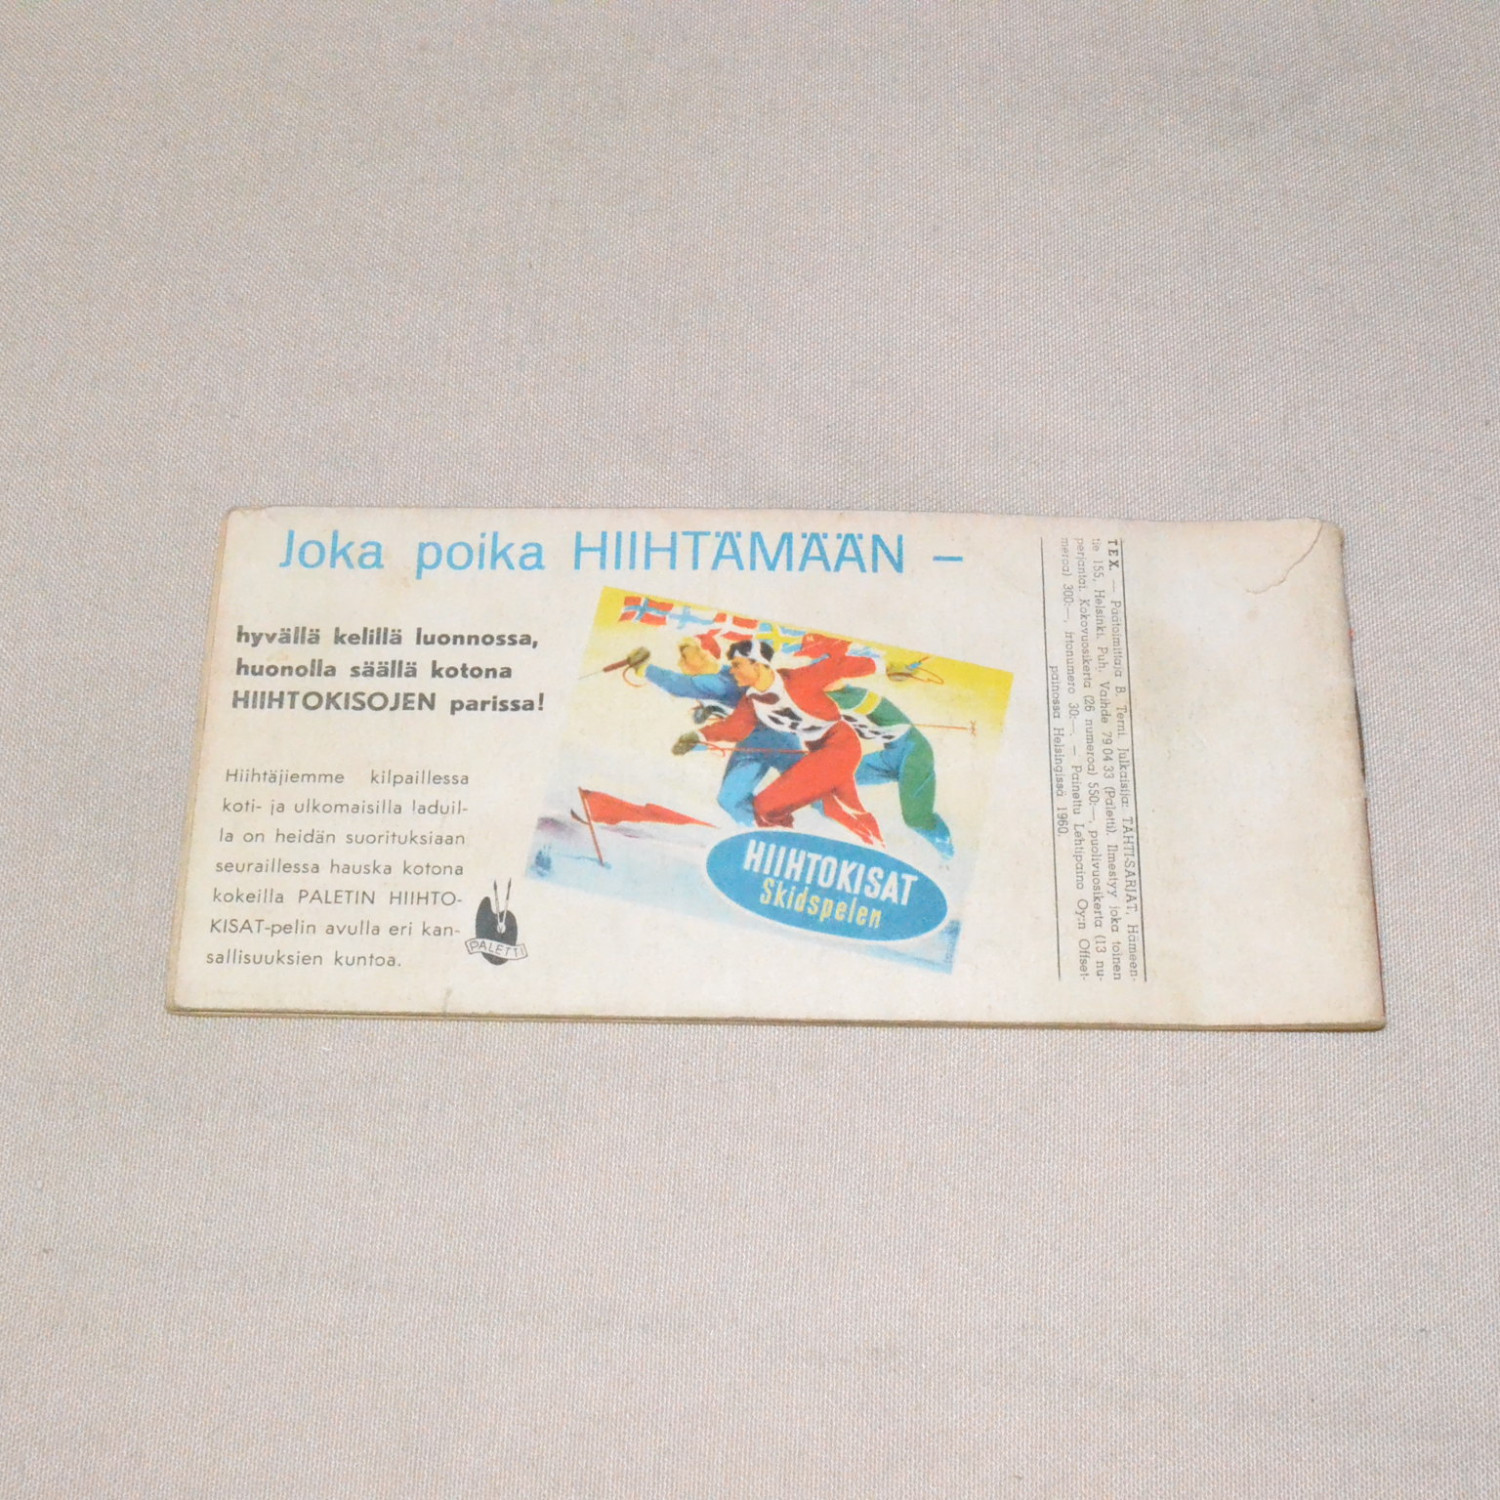 Joka poika HIIHTÄMÄÄN –
hyvällä kelillä luonnossa,
huonolla säällä kotona
HIIHTOKISOJEN parissa!
Hiihtäjiemme kilpaillessa
koti- ja ulkomaisilla laduil-
la on heidän suorituksiaan
seuraillessa hauska kotona
kokeilla PALETIN HIIHTO-
KISAT-pelin avulla eri kan-
sallisuuksien kuntoa.
PALETTI
HIIHTOKISAT
Skidspelen
TEX. — Päätoimittaja B. Terni. Julkaisija: TÄHTI-SARJAT, Hämeen-
tie 155, Helsinki. Puh. Vaihde 79 04 33 (Paletti). Ilmestyy joka toinen
perjantai. Kokovuosikerta (26 numeroa) 550:—, puolivuosikerta (13 nu-
meroa) 300:—, irtonumero 30:—. — Painettu Lehtipaino Oy:n Offset-
painossa Helsingissä 1960.